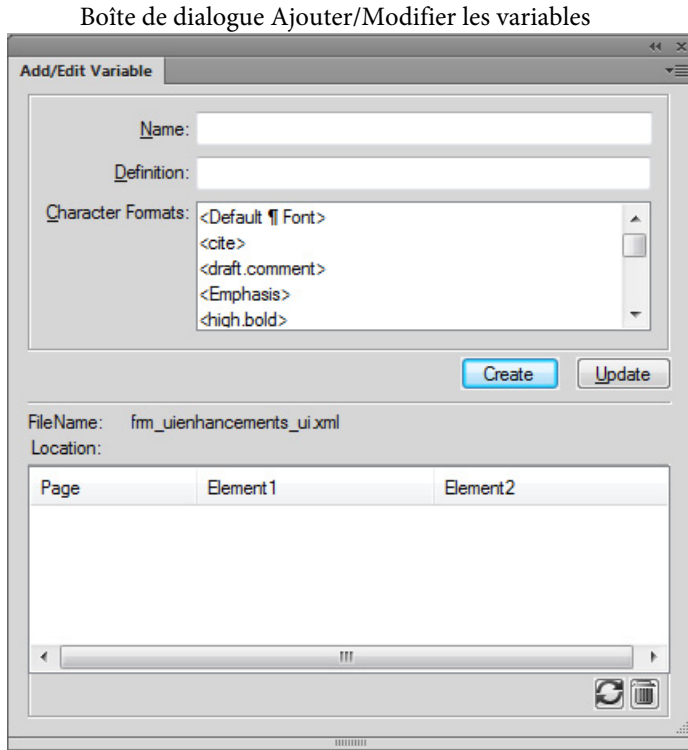 Boîte de dialogue Ajouter/Modifier les variables
Add/Edit Variable
Name:
Definition:
Character Formats:
<Default ¶ Font>
<cite>
<draft.comment>
<Emphasis>
<high.bold>
Create Update
FileName: frm_uienhancements_ui.xml
Location:
Page Element1 Element2